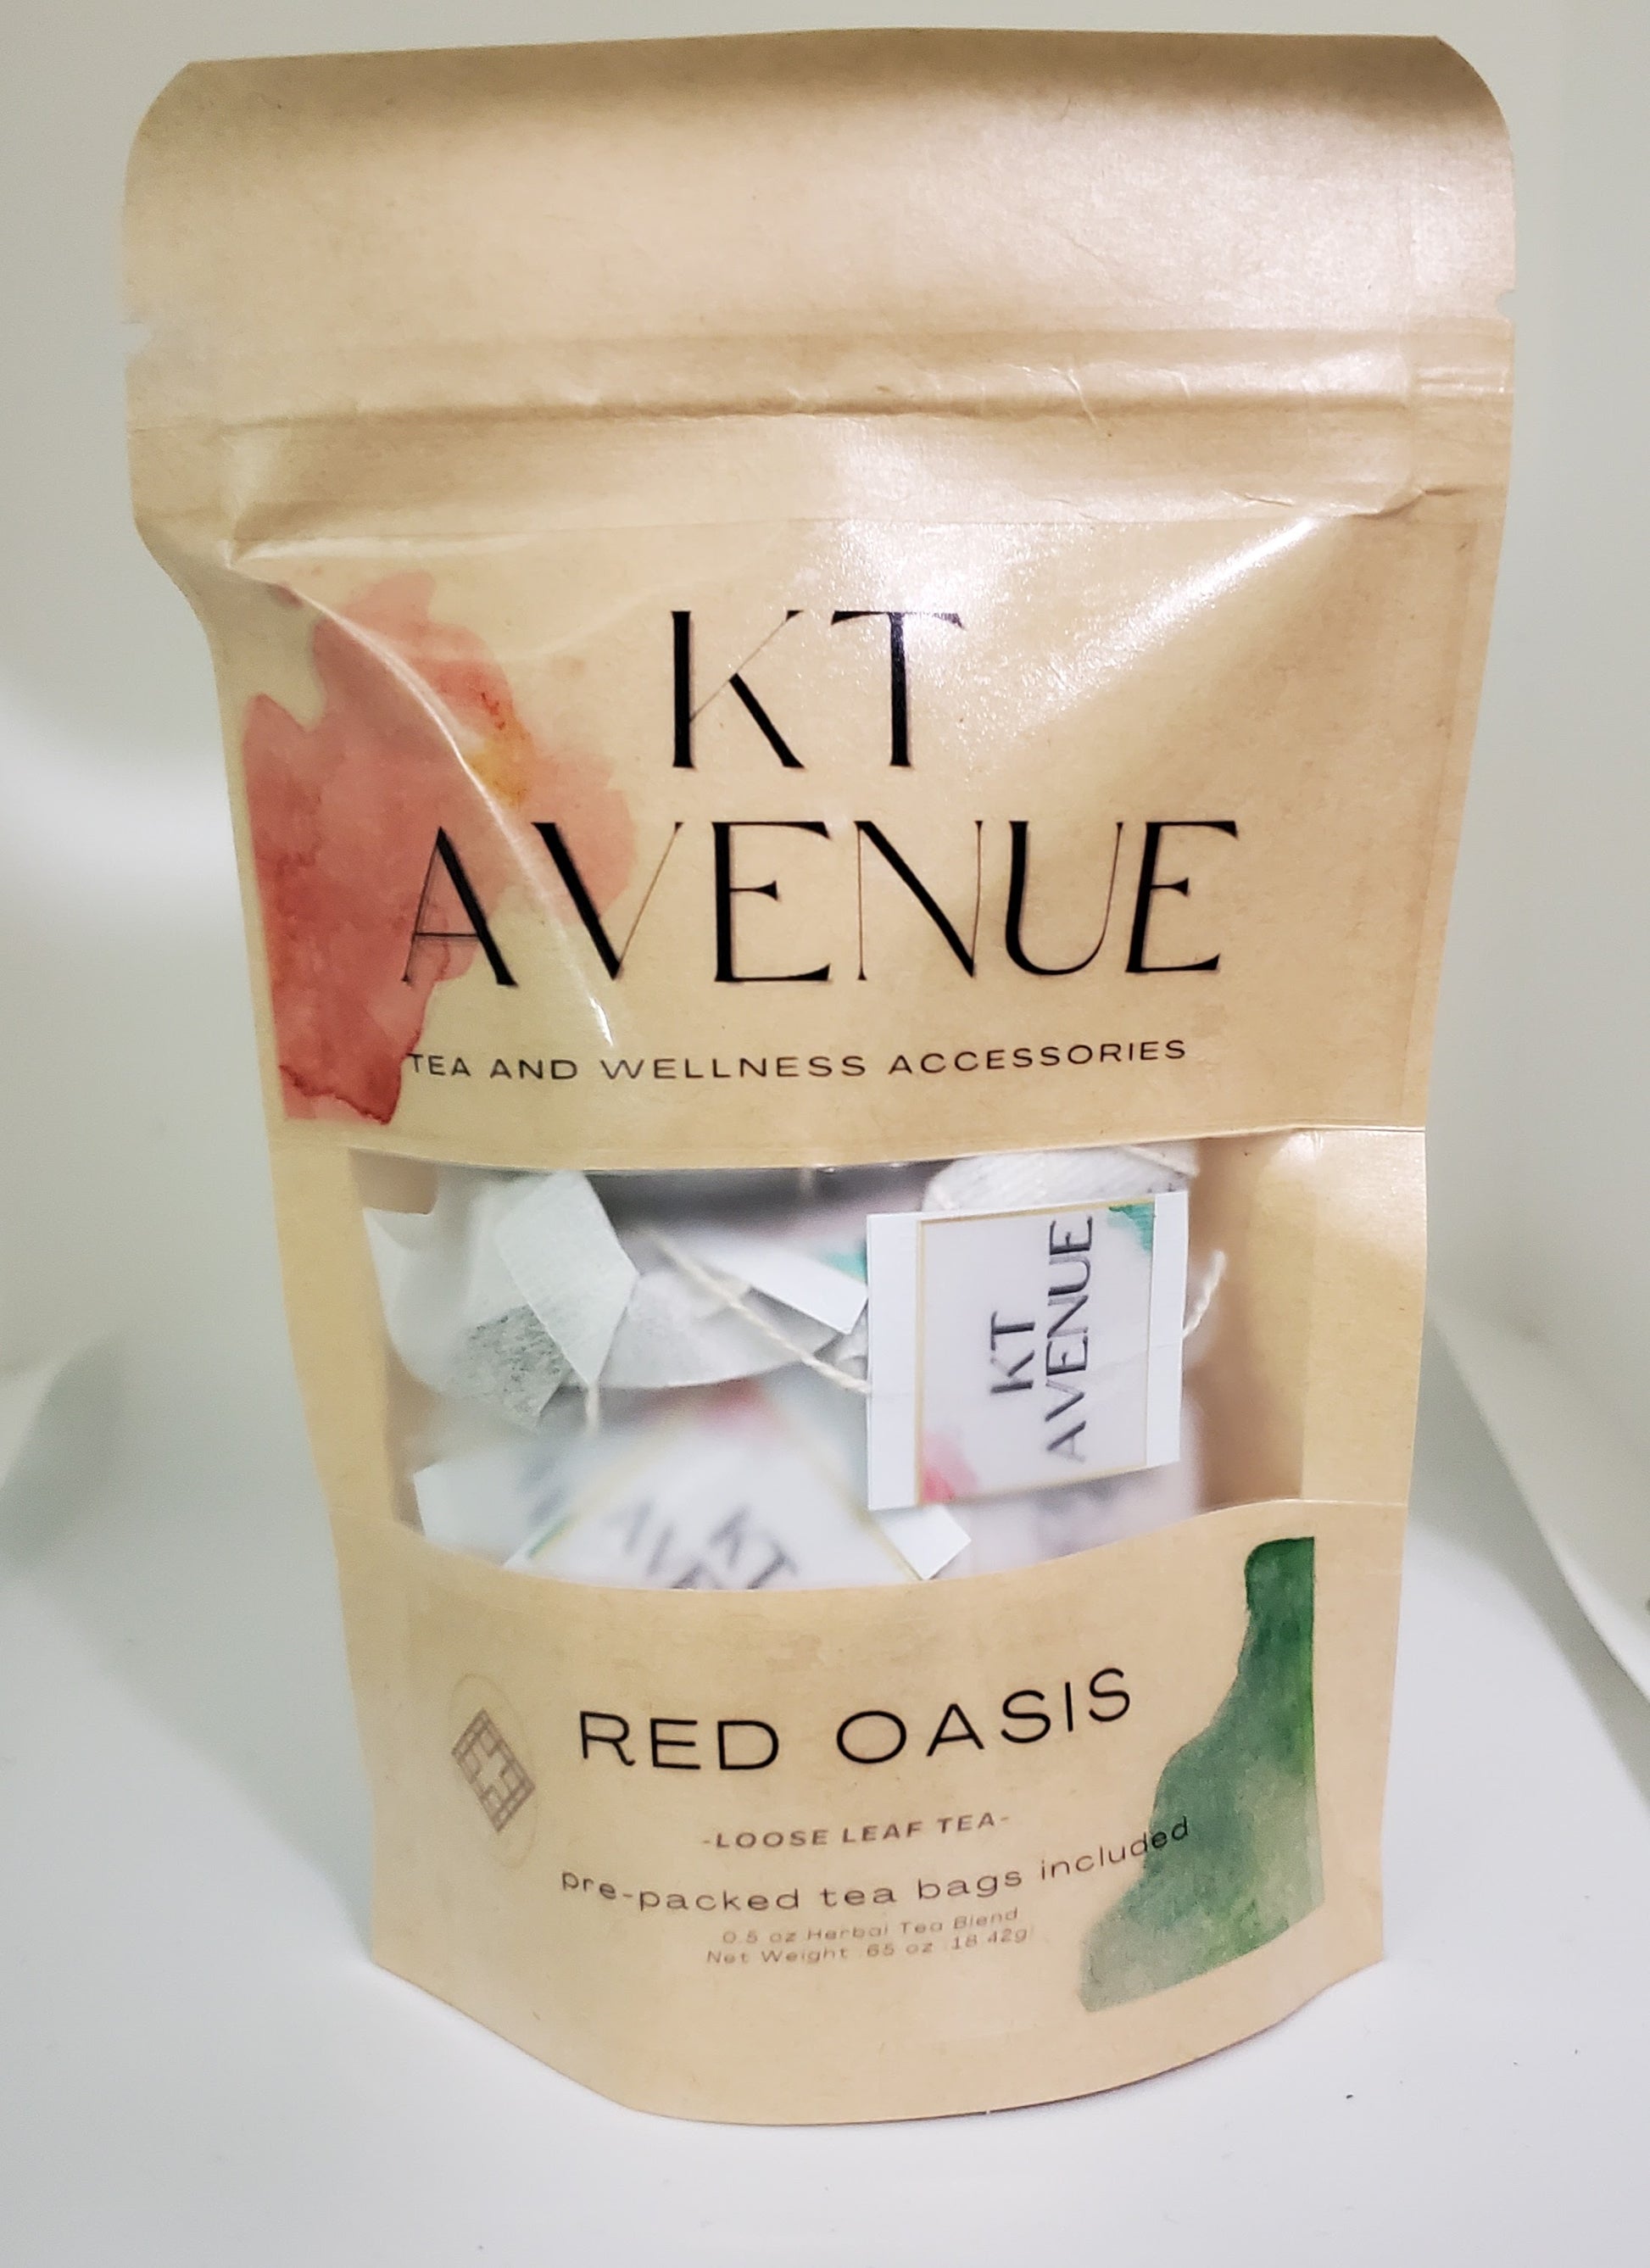 KT
AVENUE
TEA AND WELLNESS ACCESSORIES
KT
AVENUE
KT
RED OASIS
-LOOSE LEAF TEA-
pre-packed tea bags included
0.5 oz Herbal Tea Blend
Net Weight .65 oz 18.42g